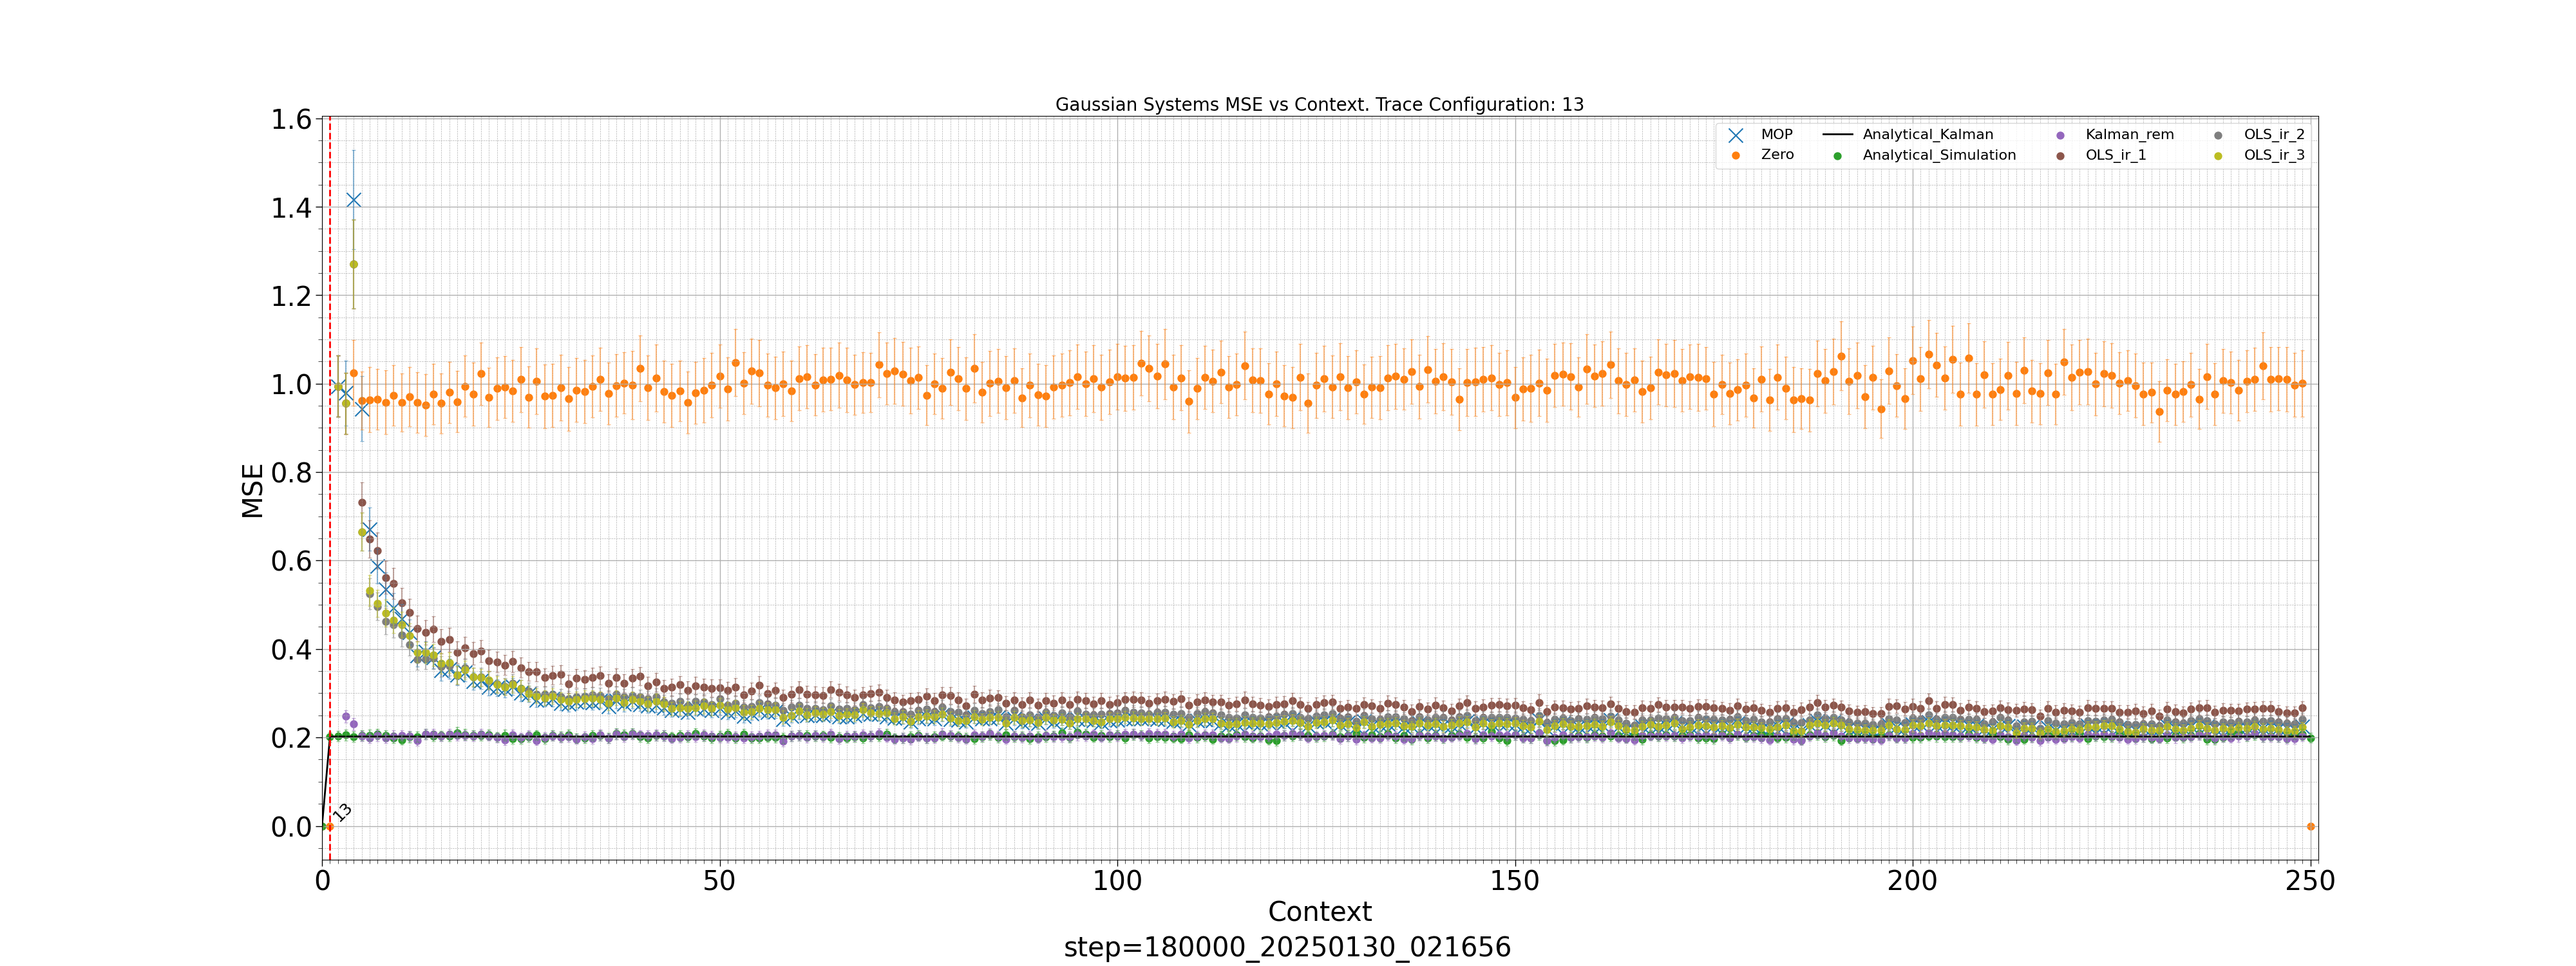 Gaussian Systems MSE vs Context. Trace Configuration: 13
MOP
Zero
Analytical_Kalman
Analytical_Simulation
Kalman_rem
OLS_ir_1
OLS_ir_2
OLS_ir_3
MSE
1.6
1.4
1.2
1.0
0.8
0.6
0.4
0.2
0.0
13
0 50 100 150 200 250
Context
step=180000_20250130_021656